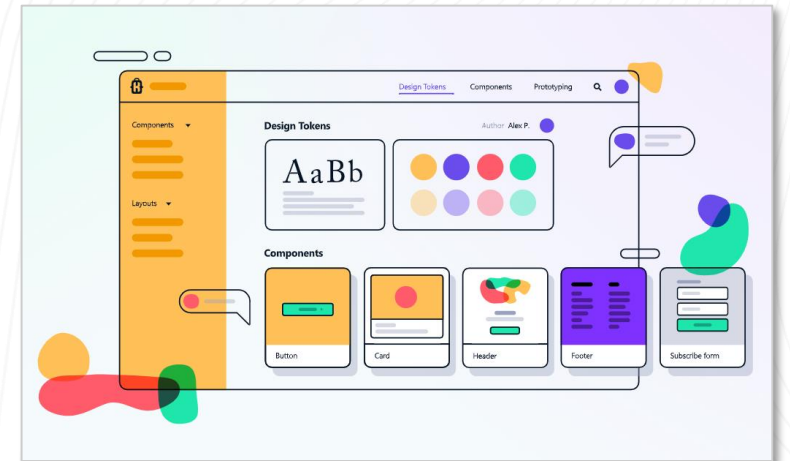 H
Design Tokens Components Prototyping
Components
Design Tokens
Author Alex P.
AaBb
Layouts
Components
Button
Card
Header
Footer
Subscribe form